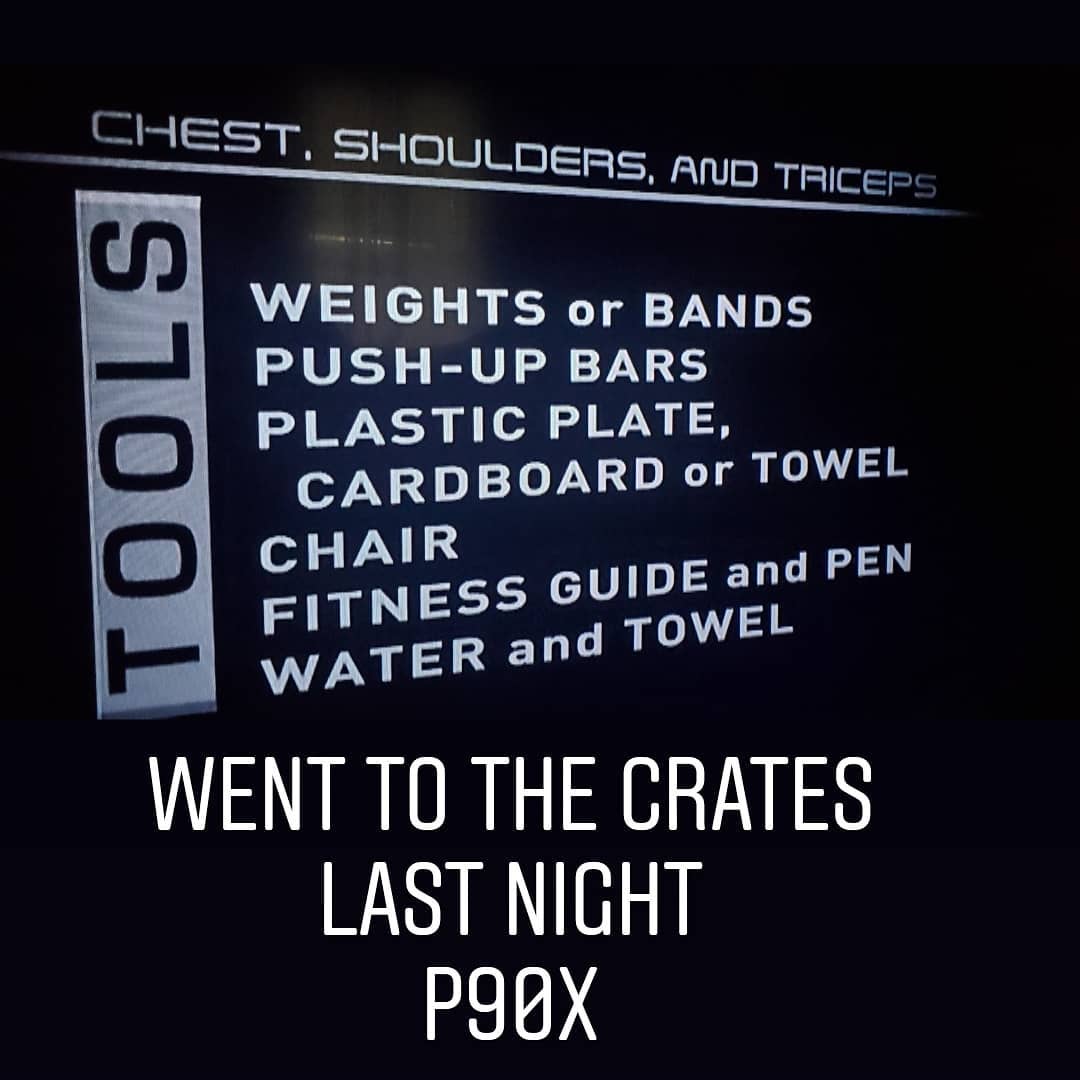 CHEST, SHOULDERS, AND TRICEPS
TOOLS
WEIGHTS or BANDS
PUSH-UP BARS
PLASTIC PLATE,
CARDBOARD or TOWEL
CHAIR
FITNESS GUIDE and PEN
WATER and TOWEL
WENT TO THE CRATES
LAST NIGHT
P90X